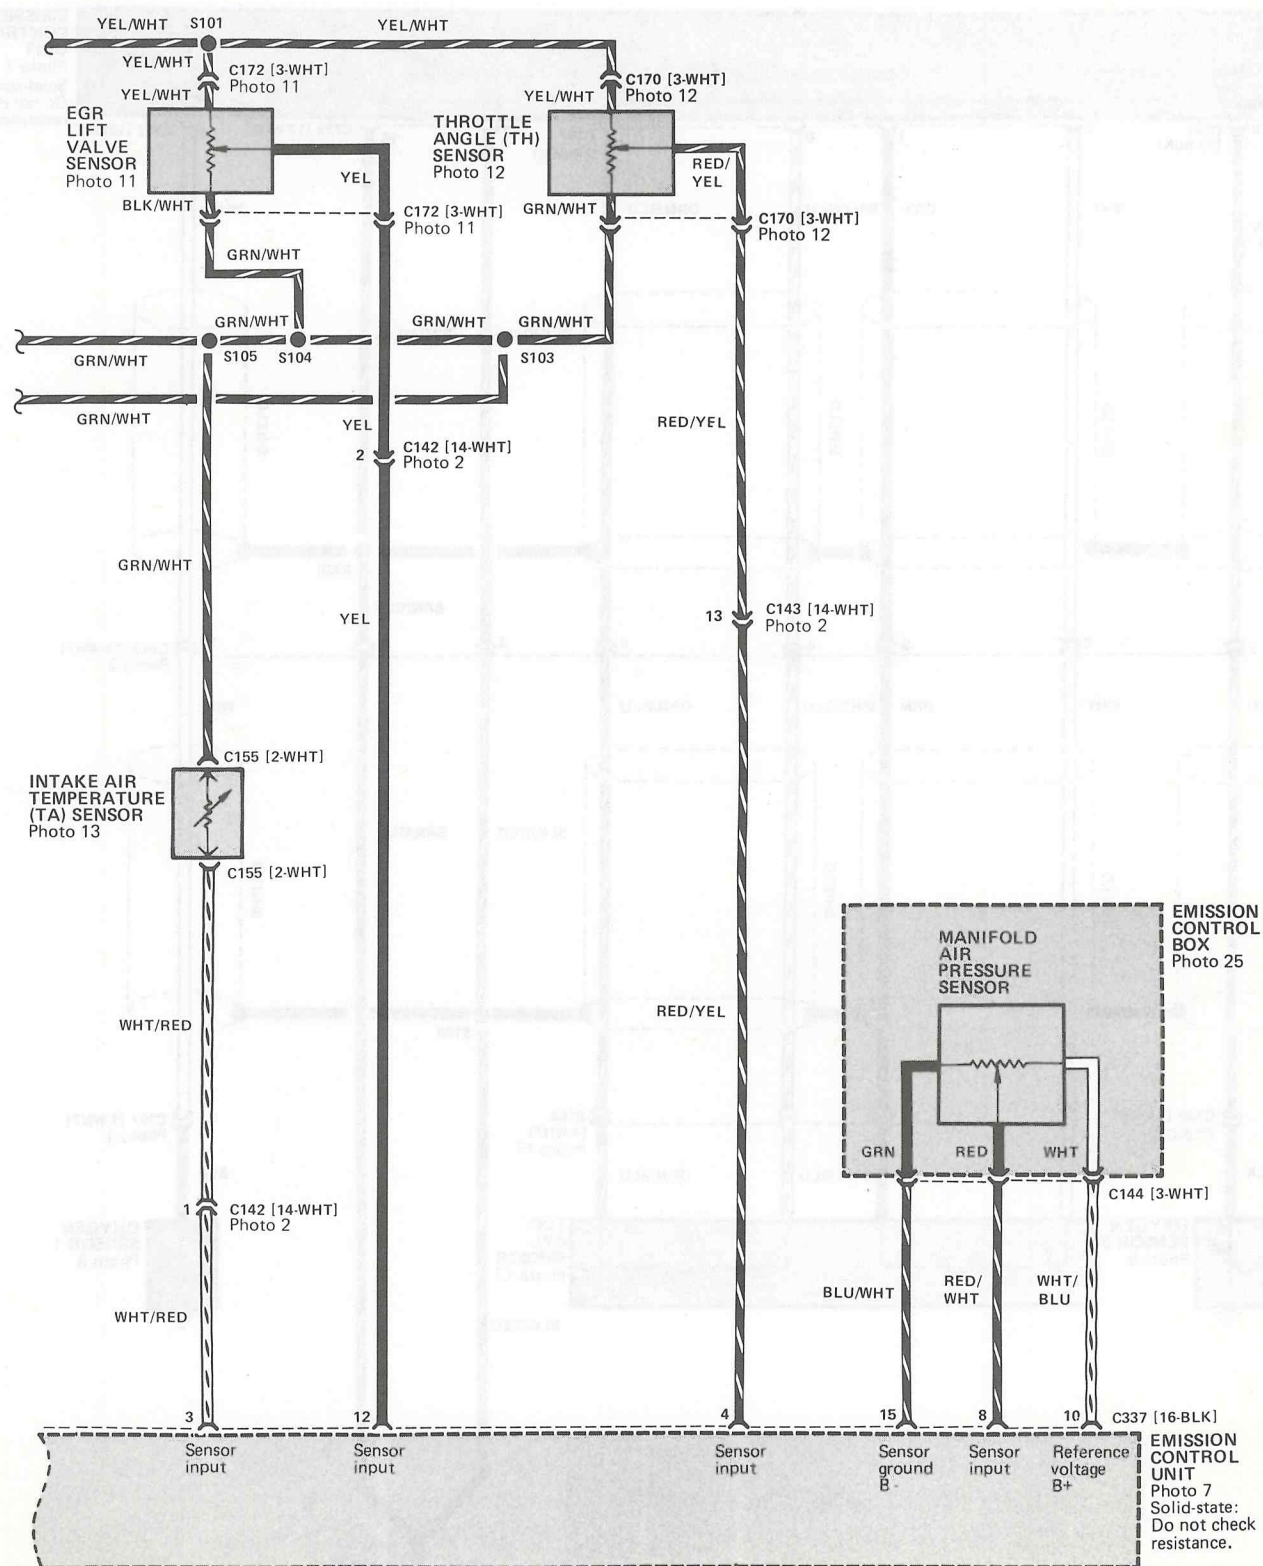 YEL/WHT
S101
YEL/WHT
YEL/WHT
C172 [3-WHT]
Photo 11
YEL/WHT
EGR
LIFT
VALVE
SENSOR
Photo 11
YEL
BLK/WHT
C172 [3-WHT]
Photo 11
C170 [3-WHT]
Photo 12
YEL/WHT
THROTTLE
ANGLE (TH)
SENSOR
Photo 12
RED/
YEL
GRN/WHT
C170 [3-WHT]
Photo 12
GRN/WHT
GRN/WHT
GRN/WHT
GRN/WHT
GRN/WHT
S105
S104
S103
GRN/WHT
YEL
2
C142 [14-WHT]
Photo 2
RED/YEL
GRN/WHT
YEL
13
C143 [14-WHT]
Photo 2
C155 [2-WHT]
INTAKE AIR
TEMPERATURE
(TA) SENSOR
Photo 13
C155 [2-WHT]
WHT/RED
RED/YEL
EMISSION
CONTROL
BOX
Photo 25
MANIFOLD
AIR
PRESSURE
SENSOR
GRN
RED
WHT
C144 [3-WHT]
1
C142 [14-WHT]
Photo 2
WHT/RED
BLU/WHT
RED/
WHT
WHT/
BLU
3
12
4
15
8
10
C337 [16-BLK]
Sensor
input
Sensor
input
Sensor
input
Sensor
ground
B-
Sensor
input
Reference
voltage
B+
EMISSION
CONTROL
UNIT
Photo 7
Solid-state:
Do not check
resistance.